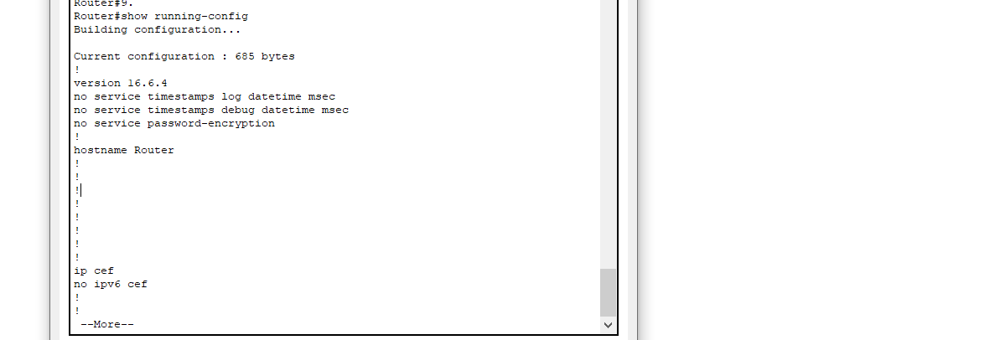 Router#9.
Router#show running-config
Building configuration...
Current configuration : 685 bytes
!
version 16.6.4
no service timestamps log datetime msec
no service timestamps debug datetime msec
no service password-encryption
!
hostname Router
!
!
!
!
!
!
!
!
ip cef
no ipv6 cef
!
!
--More--